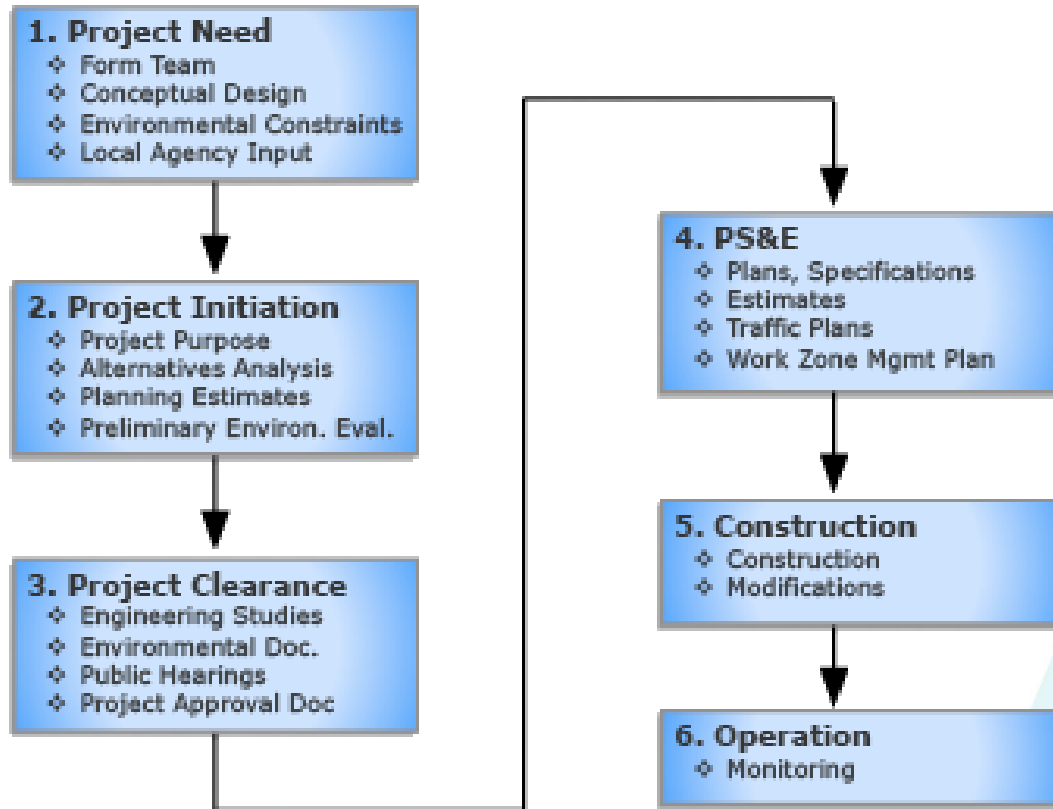 1. Project Need
❖ Form Team
❖ Conceptual Design
❖ Environmental Constraints
❖ Local Agency Input
2. Project Initiation
❖ Project Purpose
❖ Alternatives Analysis
❖ Planning Estimates
❖ Preliminary Environ. Eval.
3. Project Clearance
❖ Engineering Studies
❖ Environmental Doc.
❖ Public Hearings
❖ Project Approval Doc
4. PS&E
❖ Plans, Specifications
❖ Estimates
❖ Traffic Plans
❖ Work Zone Mgmt Plan
5. Construction
❖ Construction
❖ Modifications
6. Operation
❖ Monitoring